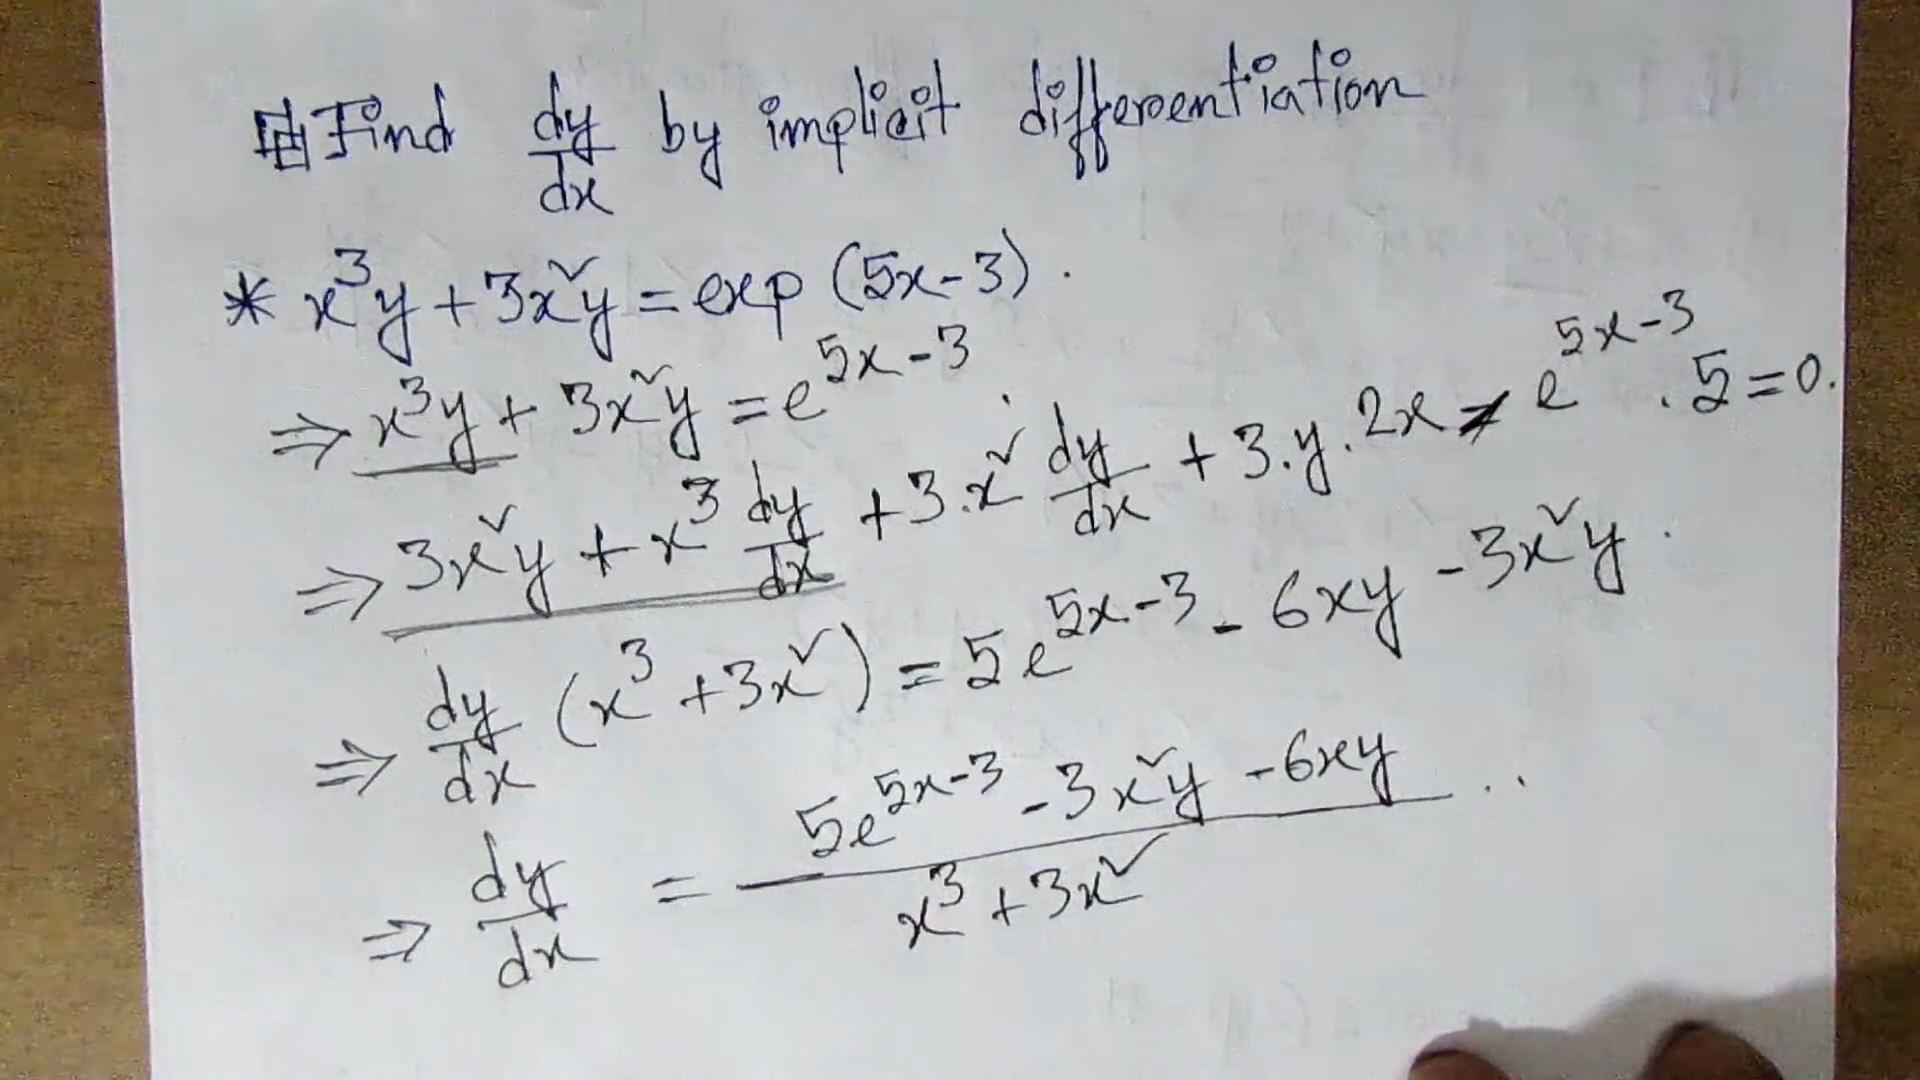 Find dy/dx by implicit differentiation
* x³y + 3x²y = exp (5x-3).
⇒ x³y + 3x²y = e^(5x-3).
⇒ 3x²y + x³ dy/dx + 3.x² dy/dx + 3.y.2x - e^(5x-3) .5 = 0.
⇒ dy/dx (x³ + 3x²) = 5e^(5x-3) - 6xy - 3x²y.
⇒ dy/dx = (5e^(5x-3) - 3x²y - 6xy)/(x³ + 3x²) ..